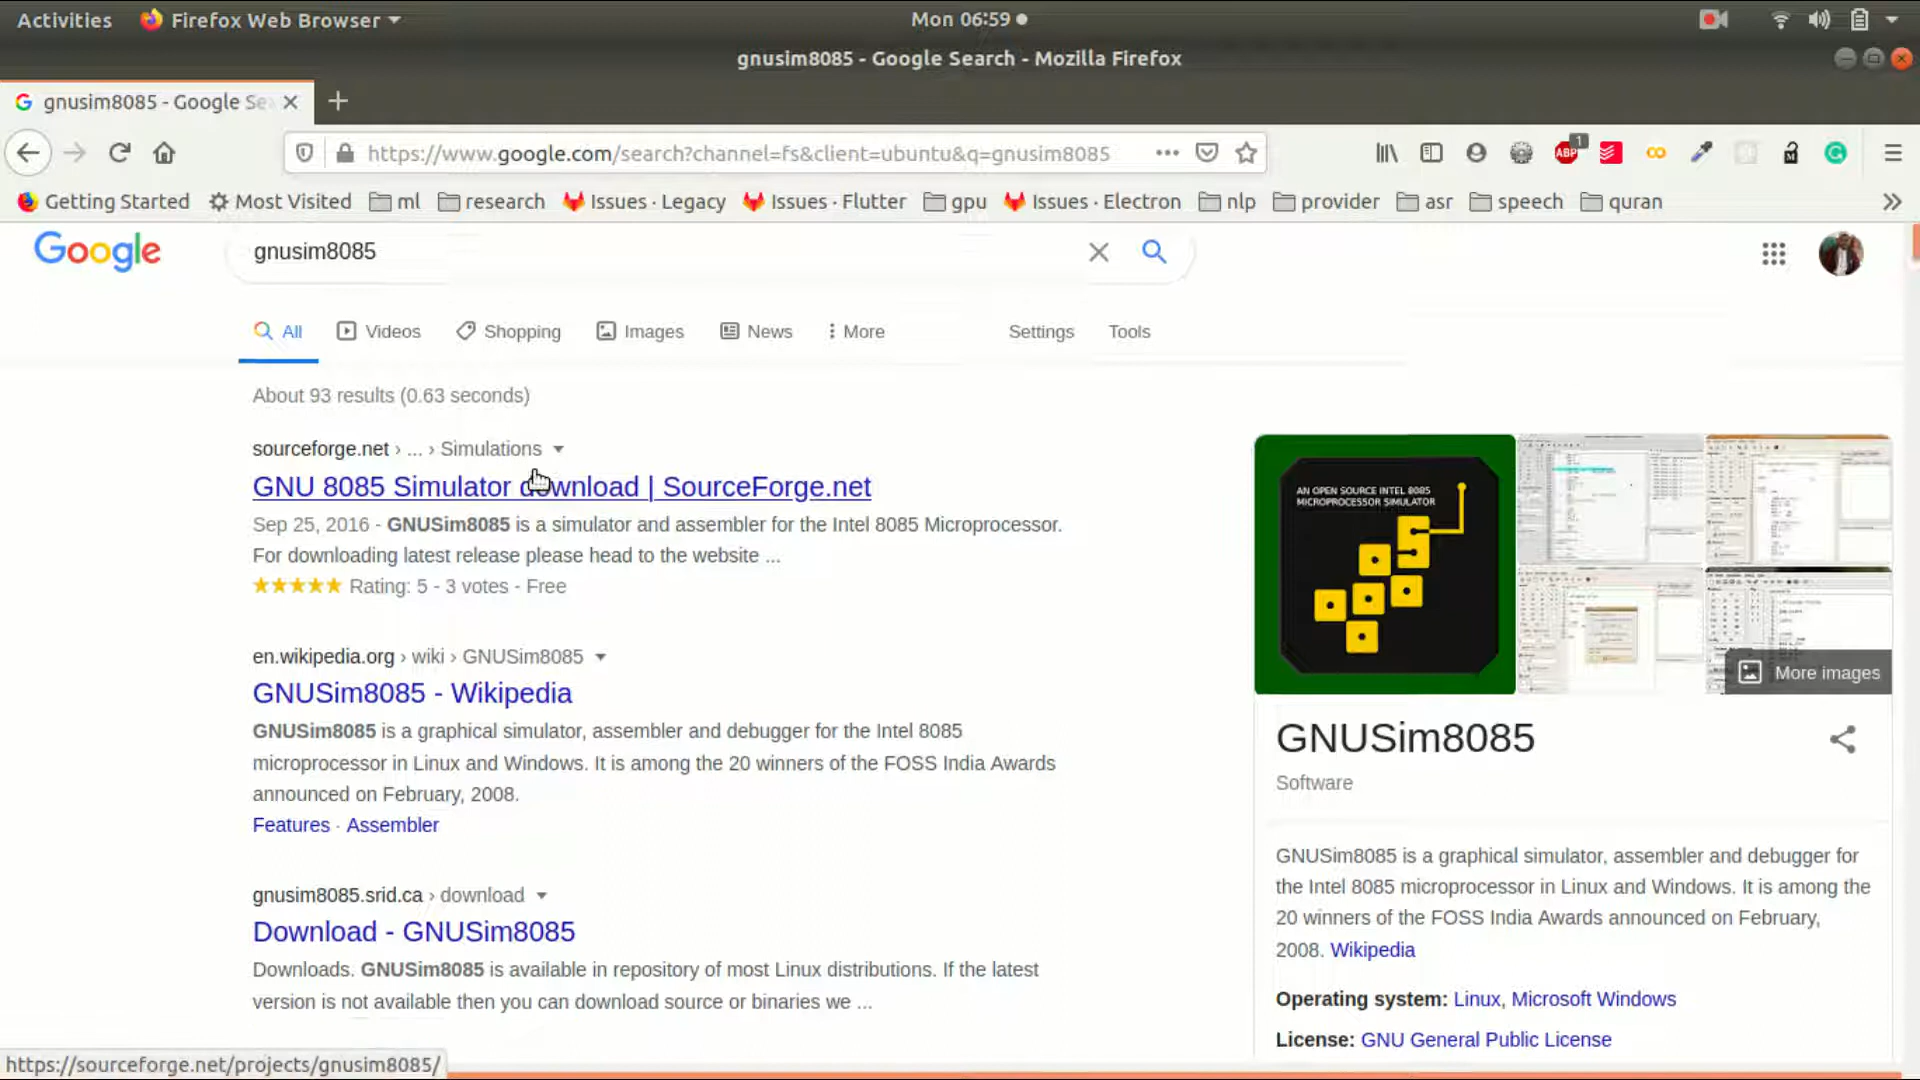 Activities Firefox Web Browser Mon 06:59
gnusim8085 - Google Search - Mozilla Firefox
gnusim8085 - Google Se
https://www.google.com/search?channel=fs&client=ubuntu&q=gnusim8085
ABP 1
Getting Started Most Visited ml research Issues · Legacy Issues · Flutter gpu Issues · Electron nlp provider asr speech quran
Google gnusim8085
All Videos Shopping Images News More Settings Tools
About 93 results (0.63 seconds)
sourceforge.net › ... › Simulations
GNU 8085 Simulator download | SourceForge.net
Sep 25, 2016 - GNUSim8085 is a simulator and assembler for the Intel 8085 Microprocessor.
For downloading latest release please head to the website ...
Rating: 5 - 3 votes - Free
en.wikipedia.org › wiki › GNUSim8085
GNUSim8085 - Wikipedia
GNUSim8085 is a graphical simulator, assembler and debugger for the Intel 8085
microprocessor in Linux and Windows. It is among the 20 winners of the FOSS India Awards
announced on February, 2008.
Features · Assembler
gnusim8085.srid.ca › download
Download - GNUSim8085
Downloads. GNUSim8085 is available in repository of most Linux distributions. If the latest
version is not available then you can download source or binaries we ...
AN OPEN SOURCE INTEL 8085
MICROPROCESSOR SIMULATOR
More images
GNUSim8085
Software
GNUSim8085 is a graphical simulator, assembler and debugger for
the Intel 8085 microprocessor in Linux and Windows. It is among the
20 winners of the FOSS India Awards announced on February,
2008. Wikipedia
Operating system: Linux, Microsoft Windows
License: GNU General Public License
https://sourceforge.net/projects/gnusim8085/